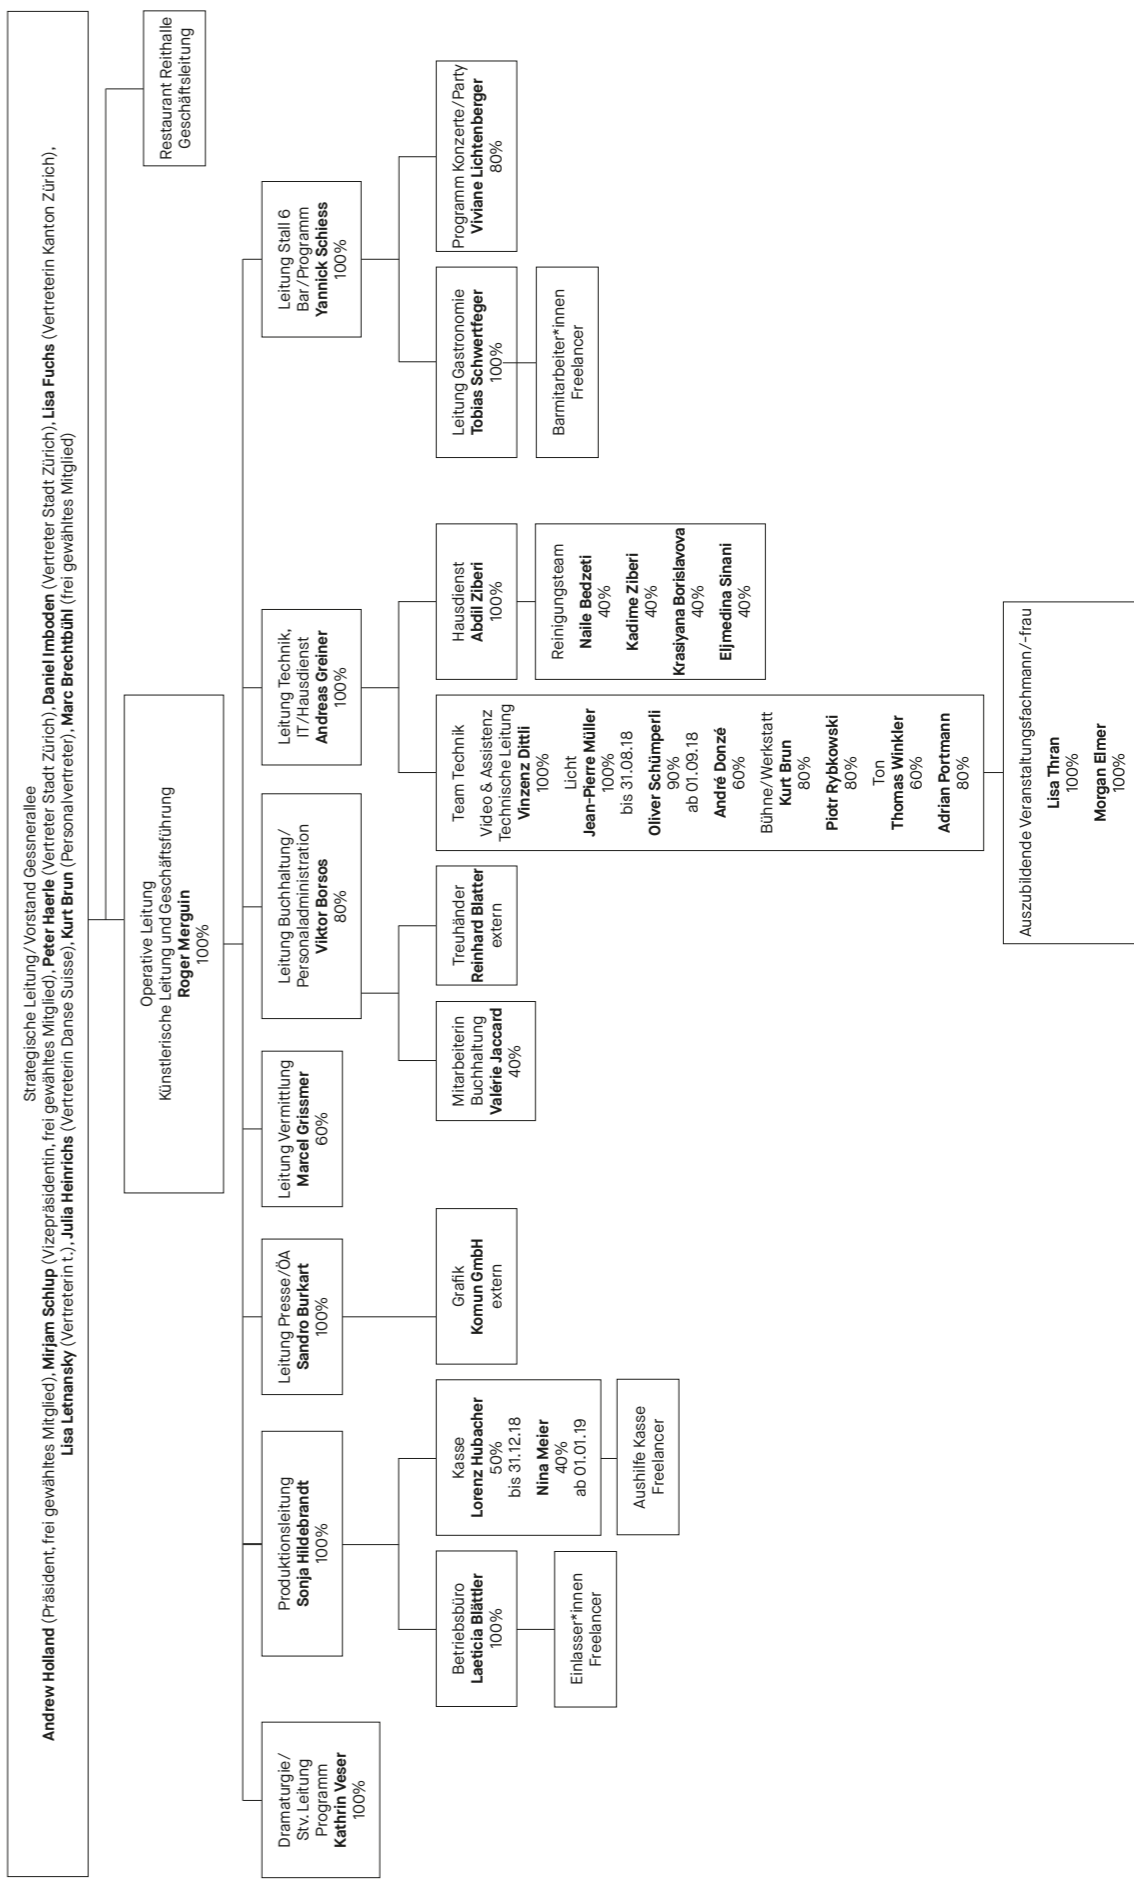 Strategische Leitung/Vorstand Gessnerallee
Andrew Holland (Präsident, frei gewähltes Mitglied), Mirjam Schlup (Vizepräsidentin, frei gewähltes Mitglied), Peter Haerle (Vertreter Stadt Zürich), Daniel Imboden (Vertreter Stadt Zürich), Lisa Fuchs (Vertreterin Kanton Zürich),
Lisa Letnansky (Vertreterin t.), Julia Heinrichs (Vertreterin Danse Suisse), Kurt Brun (Personalvertreter), Marc Brechtbühl (frei gewähltes Mitglied)
Operative Leitung
Künstlerische Leitung und Geschäftsführung
Roger Merguin
100%
Restaurant Reithalle
Geschäftsleitung
Dramaturgie/
Stv. Leitung
Programm
Kathrin Veser
100%
Produktionsleitung
Sonja Hildebrandt
100%
Leitung Presse/ÖA
Sandro Burkart
100%
Leitung Vermittlung
Marcel Grissmer
60%
Leitung Buchhaltung/
Personaladministration
Viktor Borsos
80%
Leitung Technik,
IT/Hausdienst
Andreas Greiner
100%
Leitung Stall 6
Bar/Programm
Yannick Schiess
100%
Betriebsbüro
Laeticia Blättler
100%
Einlasser*innen
Freelancer
Kasse
Lorenz Hubacher
50%
bis 31.12.18
Nina Meier
40%
ab 01.01.19
Aushilfe Kasse
Freelancer
Grafik
Komun GmbH
extern
Mitarbeiterin
Buchhaltung
Valérie Jaccard
40%
Treuhänder
Reinhard Blatter
extern
Team Technik
Video & Assistenz
Technische Leitung
Vinzenz Dittli
100%
Licht
Jean-Pierre Müller
100%
bis 31.08.18
Oliver Schümperli
90%
ab 01.09.18
André Donzé
60%
Bühne/Werkstatt
Kurt Brun
80%
Piotr Rybkowski
80%
Ton
Thomas Winkler
60%
Adrian Portmann
80%
Auszubildende Veranstaltungsfachmann/-frau
Lisa Thran
100%
Morgan Elmer
100%
Hausdienst
Abdil Ziberi
100%
Reinigungsteam
Naile Bedzeti
40%
Kadime Ziberi
40%
Krasiyana Borislavova
40%
Eljmedina Sinani
40%
Leitung Gastronomie
Tobias Schwertfeger
100%
Barmitarbeiter*innen
Freelancer
Programm Konzerte/Party
Viviane Lichtenberger
80%